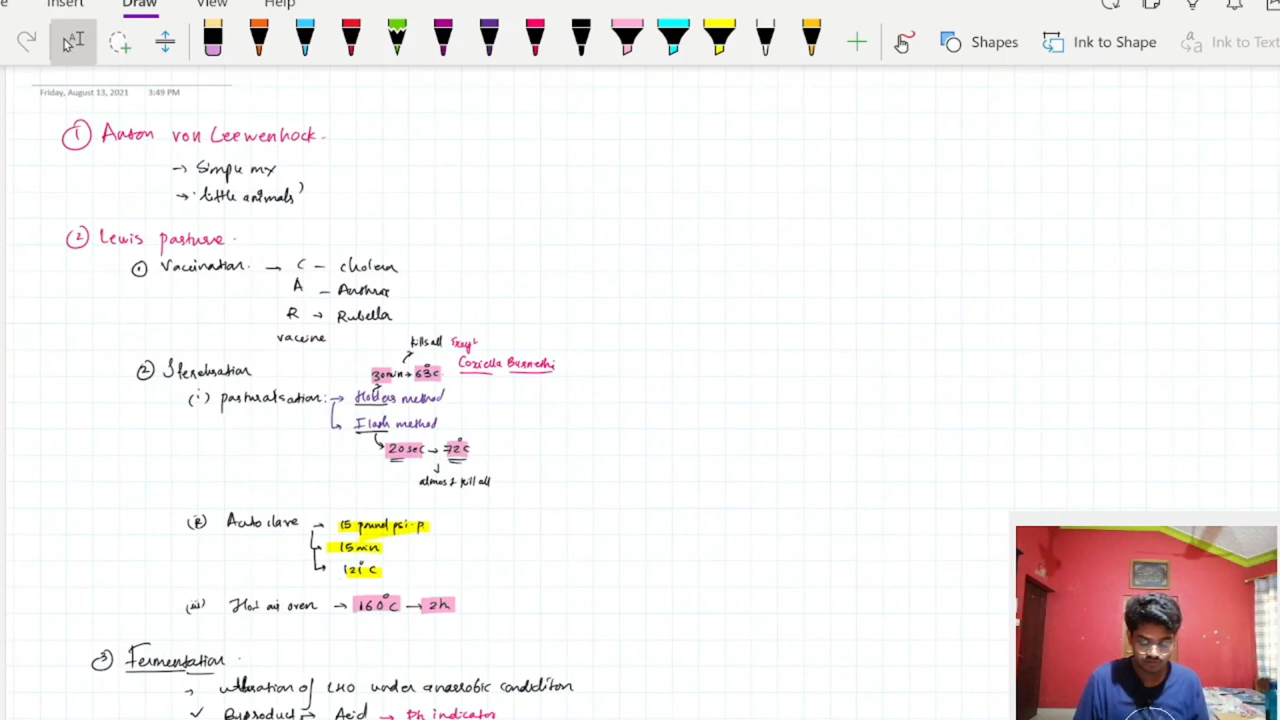 Insert Draw View Help
Shapes Ink to Shape Ink to Text
Friday, August 13, 2021 3:49 PM
① Anton von Leewenhock.
→ Simple mx
→ 'little animals'
② Lewis pasture.
① Vaccination. → C – cholera
A – Anthrax
R → Rubella
vaccine
kills all Except
② Sterelisation 30min → 63°C Coxiella Burnetti
(i) pasturalisation: → Holders method
↳ Flash method
20 sec → 72°C
↓
almost kill all
(ii) Autoclave → 15 pound psi.p
→ 15 min
↳ 121°C
(iii) Hot air oven → 160°C → 2h
③ Fermentation.
→ utilisation of CHO under anaerobic condition
✓ Byproduct → Acid → Ph indicator